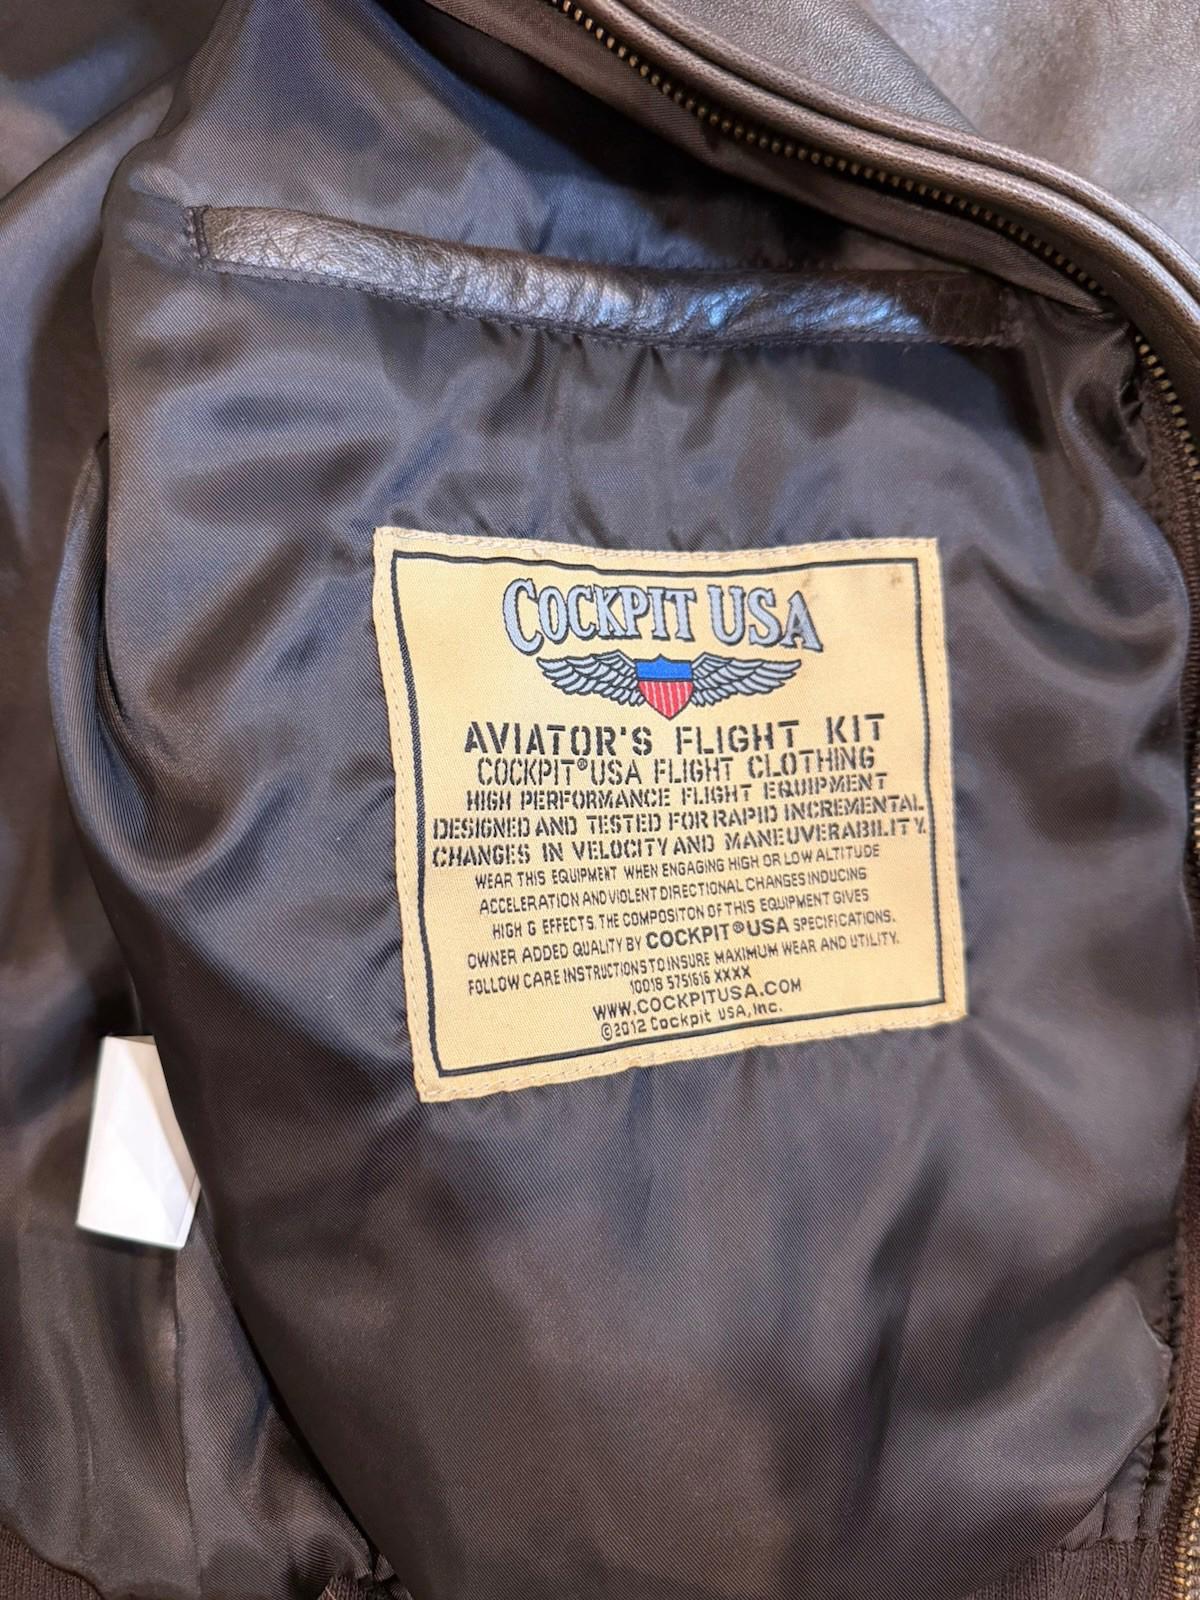 COCKPIT USA
AVIATOR'S FLIGHT KIT
COCKPIT® USA FLIGHT CLOTHING
HIGH PERFORMANCE FLIGHT EQUIPMENT
DESIGNED AND TESTED FOR RAPID INCREMENTAL
CHANGES IN VELOCITY AND MANEUVERABILITY.
WEAR THIS EQUIPMENT WHEN ENGAGING HIGH OR LOW ALTITUDE
ACCELERATION AND VIOLENT DIRECTIONAL CHANGES INDUCING
HIGH G EFFECTS. THE COMPOSITON OF THIS EQUIPMENT GIVES
OWNER ADDED QUALITY BY COCKPIT® USA SPECIFICATIONS.
FOLLOW CARE INSTRUCTIONS TO INSURE MAXIMUM WEAR AND UTILITY.
10018 5751616 XXXX
WWW.COCKPITUSA.COM
©2012 Cockpit USA, Inc.